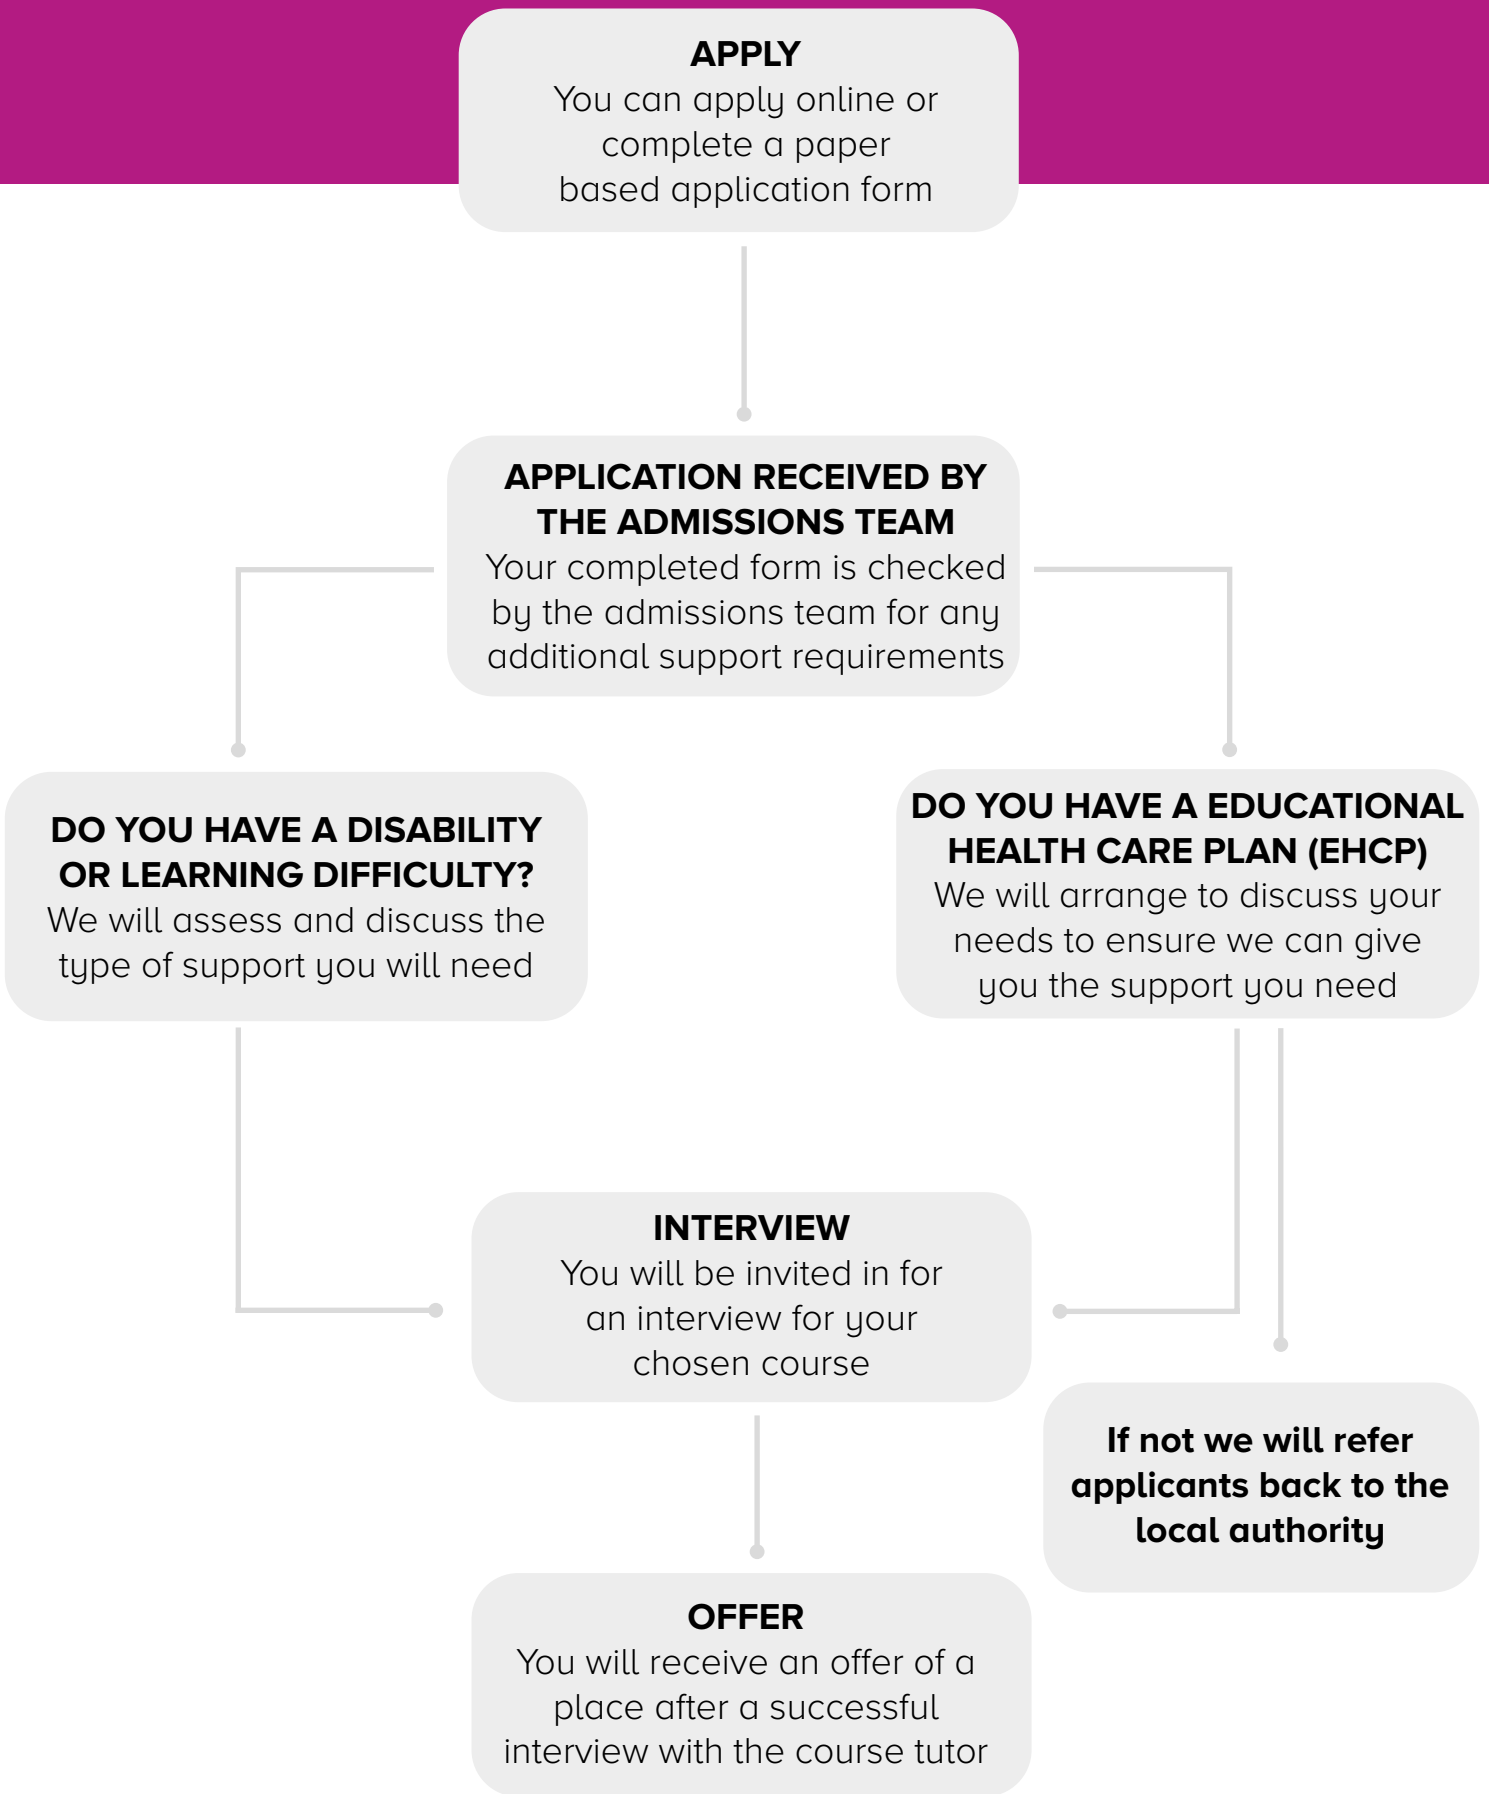 APPLY
You can apply online or
complete a paper
based application form
APPLICATION RECEIVED BY
THE ADMISSIONS TEAM
Your completed form is checked
by the admissions team for any
additional support requirements
DO YOU HAVE A DISABILITY
OR LEARNING DIFFICULTY?
We will assess and discuss the
type of support you will need
DO YOU HAVE A EDUCATIONAL
HEALTH CARE PLAN (EHCP)
We will arrange to discuss your
needs to ensure we can give
you the support you need
INTERVIEW
You will be invited in for
an interview for your
chosen course
If not we will refer
applicants back to the
local authority
OFFER
You will receive an offer of a
place after a successful
interview with the course tutor